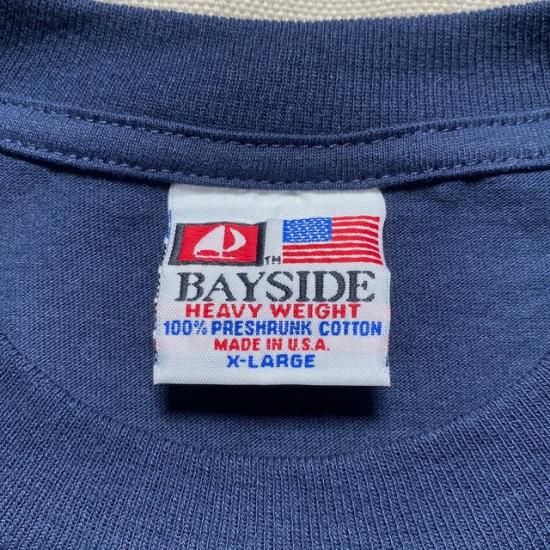 TM
BAYSIDE
HEAVY WEIGHT
100% PRESHRUNK COTTON
MADE IN U.S.A.
X-LARGE